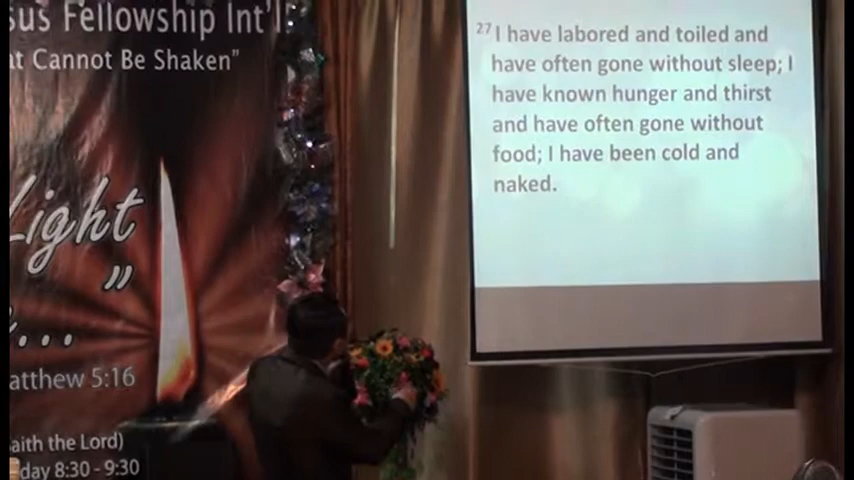 sus Fellowship Int'l
at Cannot Be Shaken"
Light
"
...
atthew 5:16
aith the Lord)
day 8:30 - 9:30
27 I have labored and toiled and
have often gone without sleep; I
have known hunger and thirst
and have often gone without
food; I have been cold and
naked.